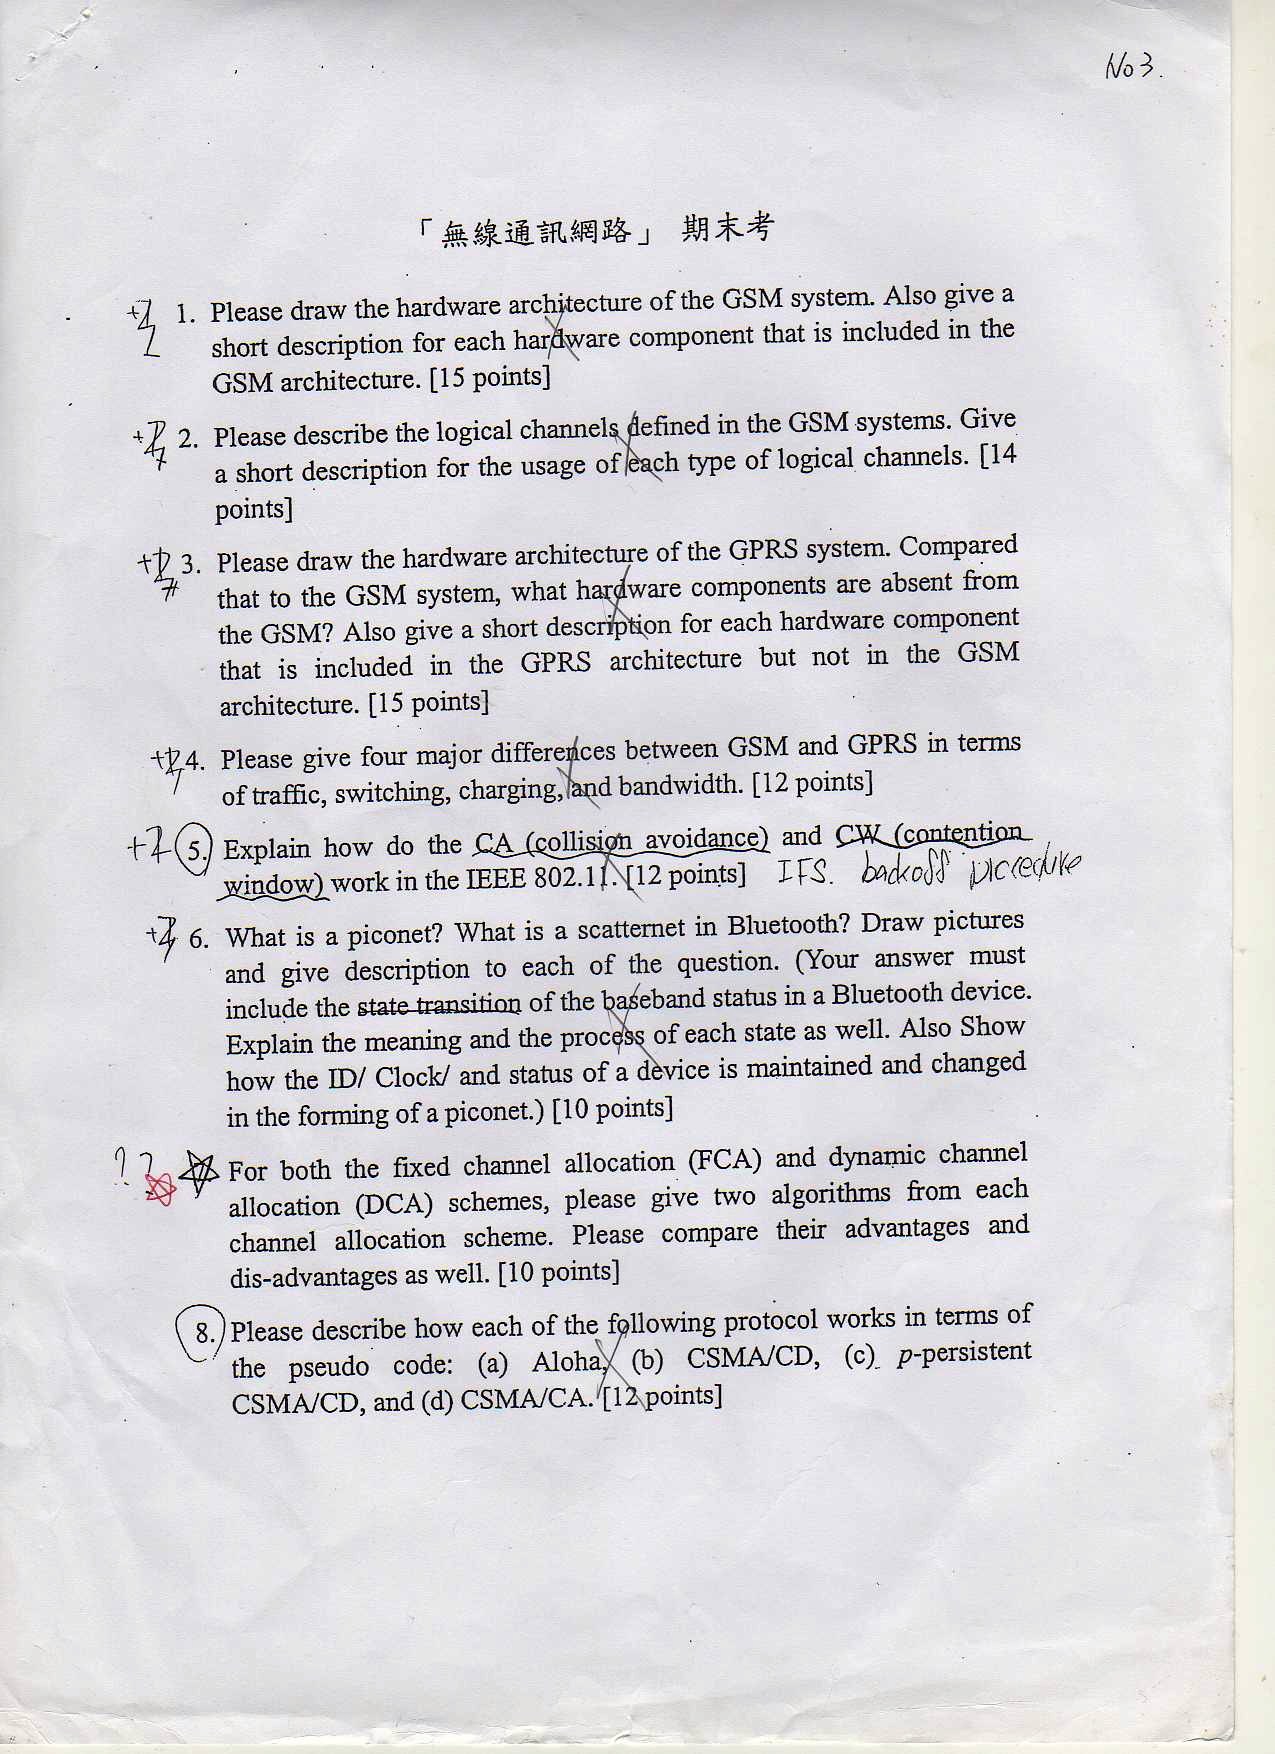 No 3.
「無線通訊網路」 期末考
1. Please draw the hardware architecture of the GSM system. Also give a
short description for each hardware component that is included in the
GSM architecture. [15 points]
2. Please describe the logical channels defined in the GSM systems. Give
a short description for the usage of each type of logical channels. [14
points]
3. Please draw the hardware architecture of the GPRS system. Compared
that to the GSM system, what hardware components are absent from
the GSM? Also give a short description for each hardware component
that is included in the GPRS architecture but not in the GSM
architecture. [15 points]
4. Please give four major differences between GSM and GPRS in terms
of traffic, switching, charging, and bandwidth. [12 points]
5. Explain how do the CA (collision avoidance) and CW (contention
window) work in the IEEE 802.11. [12 points] IFS. backoff
6. What is a piconet? What is a scatternet in Bluetooth? Draw pictures
and give description to each of the question. (Your answer must
include the state transition of the baseband status in a Bluetooth device.
Explain the meaning and the process of each state as well. Also Show
how the ID/ Clock/ and status of a device is maintained and changed
in the forming of a piconet.) [10 points]
?? For both the fixed channel allocation (FCA) and dynamic channel
allocation (DCA) schemes, please give two algorithms from each
channel allocation scheme. Please compare their advantages and
dis-advantages as well. [10 points]
8. Please describe how each of the following protocol works in terms of
the pseudo code: (a) Aloha, (b) CSMA/CD, (c) p-persistent
CSMA/CD, and (d) CSMA/CA. [12 points]